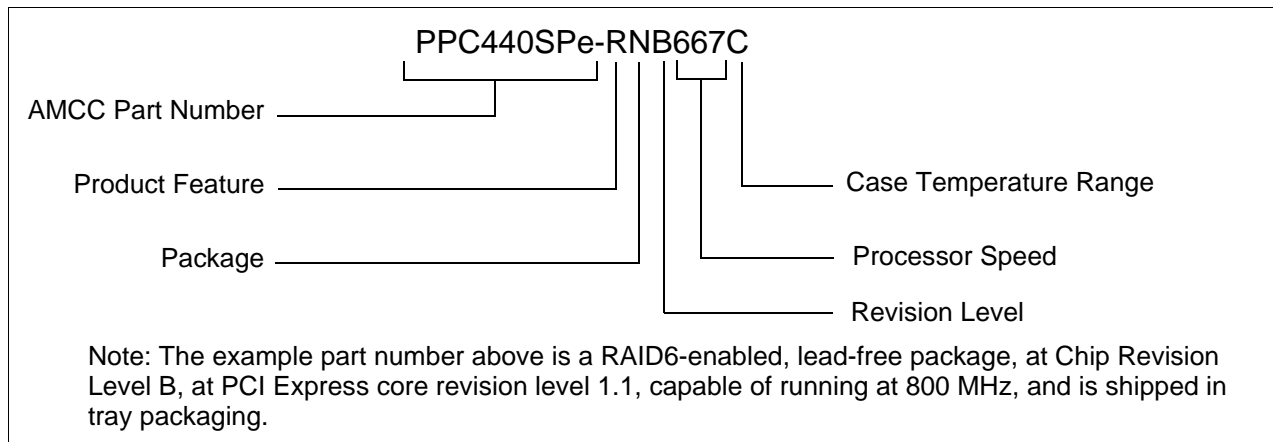 PPC440SPe-RNB667C
AMCC Part Number
Product Feature
Case Temperature Range
Package
Processor Speed
Revision Level
Note: The example part number above is a RAID6-enabled, lead-free package, at Chip Revision
Level B, at PCI Express core revision level 1.1, capable of running at 800 MHz, and is shipped in
tray packaging.